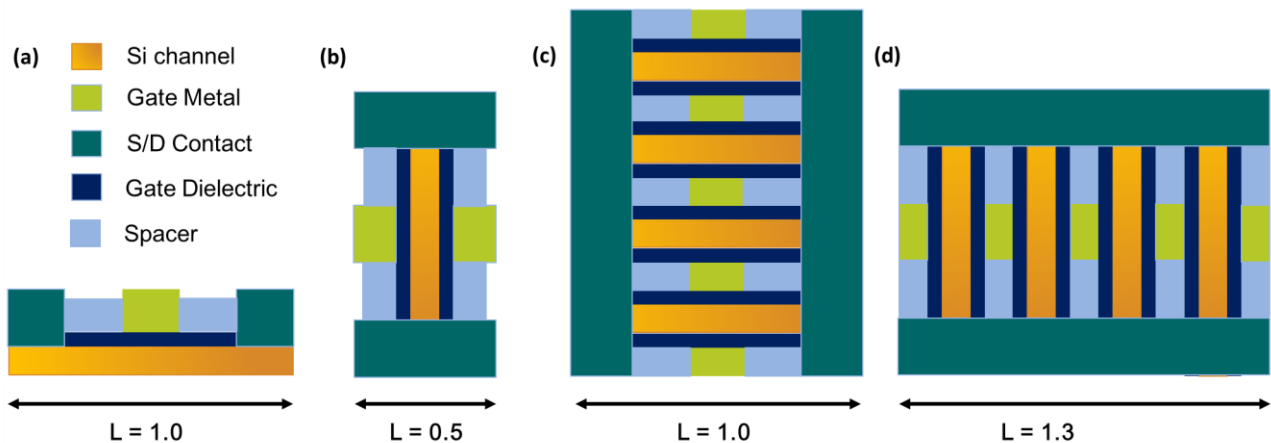 (a)
Si channel
Gate Metal
S/D Contact
Gate Dielectric
Spacer
L = 1.0
(b)
L = 0.5
(c)
L = 1.0
(d)
L = 1.3